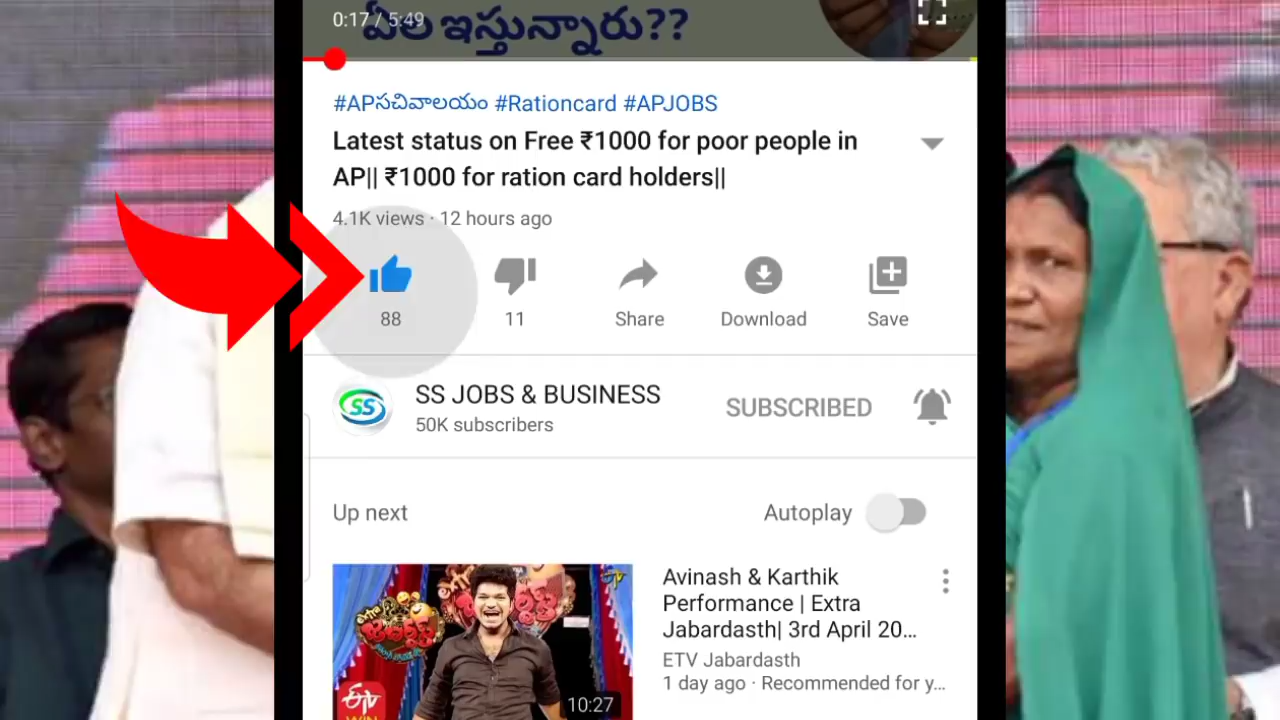 0:17 / 5:49
ఏల ఇస్తున్నారు??
#APసచివాలయం #Rationcard #APJOBS
Latest status on Free ₹1000 for poor people in
AP|| ₹1000 for ration card holders||
4.1K views · 12 hours ago
88
11
Share
Download
Save
SS
SS JOBS & BUSINESS
50K subscribers
SUBSCRIBED
Up next
Autoplay
Avinash & Karthik
Performance | Extra
Jabardasth| 3rd April 20...
ETV Jabardasth
1 day ago · Recommended for y...
10:27